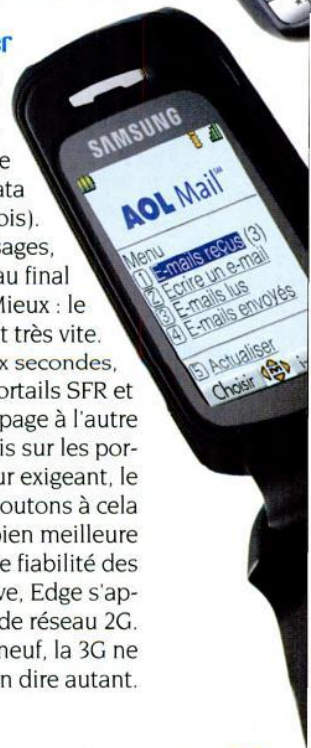 er
e
ata
ois).
sages,
au final
Mieux : le
t très vite.
x secondes,
ortails SFR et
page à l'autre
is sur les por-
ur exigeant, le
outons à cela
bien meilleure
e fiabilité des
ve, Edge s'ap-
de réseau 2G.
neuf, la 3G ne
n dire autant.
SAMSUNG
AOL Mail℠
Menu
1 E-mails reçus (3)
2 Ecrire un e-mail
3 E-mails lus
4 E-mails envoyés
5 Actualiser
Choisir